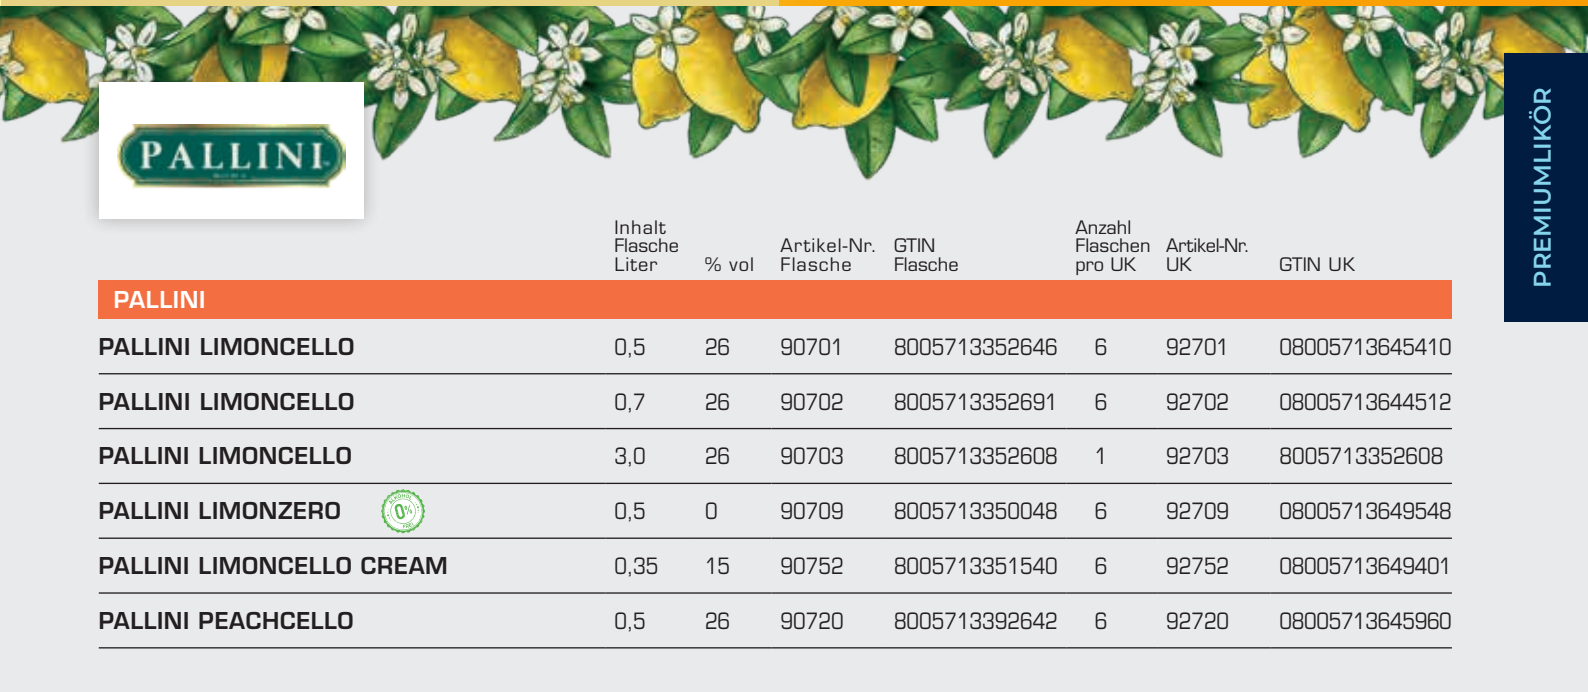 PALLINI
PREMIUMLIKÖR
Inhalt Flasche Liter % vol Artikel-Nr. Flasche GTIN Flasche Anzahl Flaschen pro UK Artikel-Nr. UK GTIN UK
PALLINI
PALLINI LIMONCELLO 0,5 26 90701 8005713352646 6 92701 08005713645410
PALLINI LIMONCELLO 0,7 26 90702 8005713352691 6 92702 08005713644512
PALLINI LIMONCELLO 3,0 26 90703 8005713352608 1 92703 8005713352608
PALLINI LIMONZERO ALKOHOL 0% FREI 0,5 0 90709 8005713350048 6 92709 08005713649548
PALLINI LIMONCELLO CREAM 0,35 15 90752 8005713351540 6 92752 08005713649401
PALLINI PEACHCELLO 0,5 26 90720 8005713392642 6 92720 08005713645960